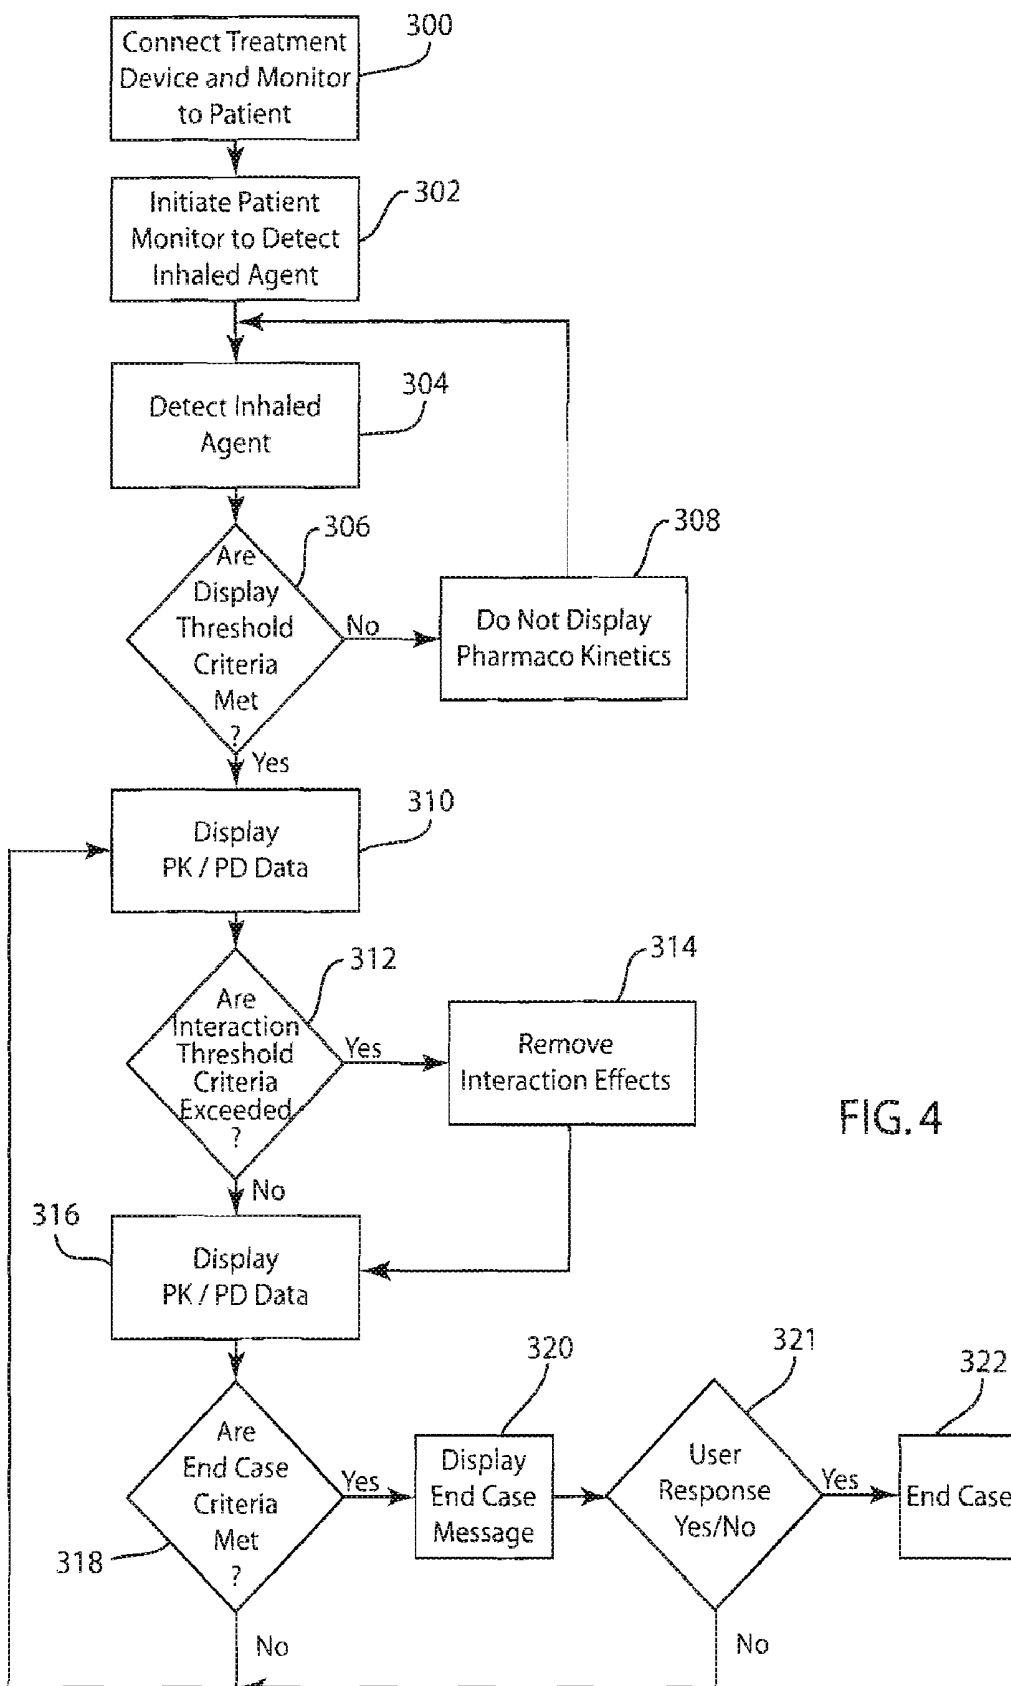 Connect Treatment
Device and Monitor
to Patient
300
Initiate Patient
Monitor to Detect
Inhaled Agent
302
Detect Inhaled
Agent
304
Are
Display
Threshold
Criteria
Met
?
306
No
Yes
Do Not Display
Pharmaco Kinetics
308
Display
PK / PD Data
310
Are
Interaction
Threshold
Criteria
Exceeded
?
312
Yes
No
Remove
Interaction Effects
314
FIG. 4
Display
PK / PD Data
316
Are
End Case
Criteria
Met
?
318
Yes
No
Display
End Case
Message
320
User
Response
Yes/No
321
Yes
No
End Case
322